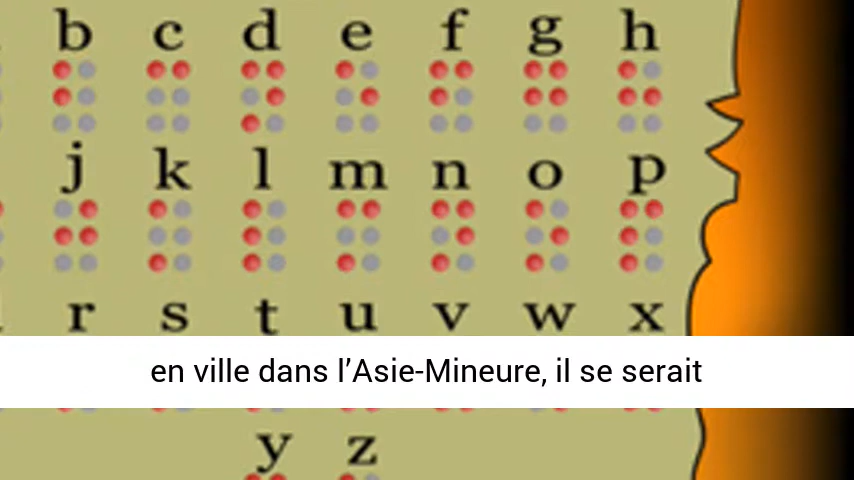 b c d e f g h
j k l m n o p
r s t u v w x
en ville dans l’Asie-Mineure, il se serait
y z